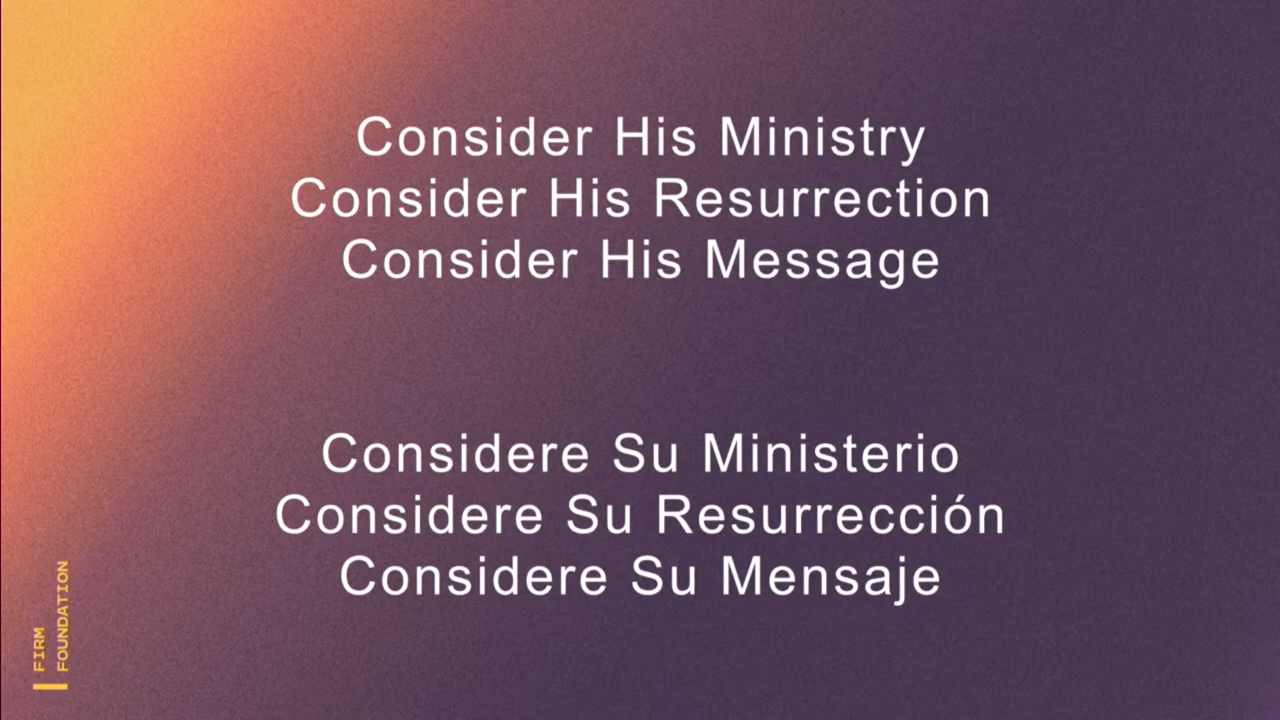 Consider His Ministry
Consider His Resurrection
Consider His Message
Considere Su Ministerio
Considere Su Resurrección
Considere Su Mensaje
FIRM
FOUNDATION